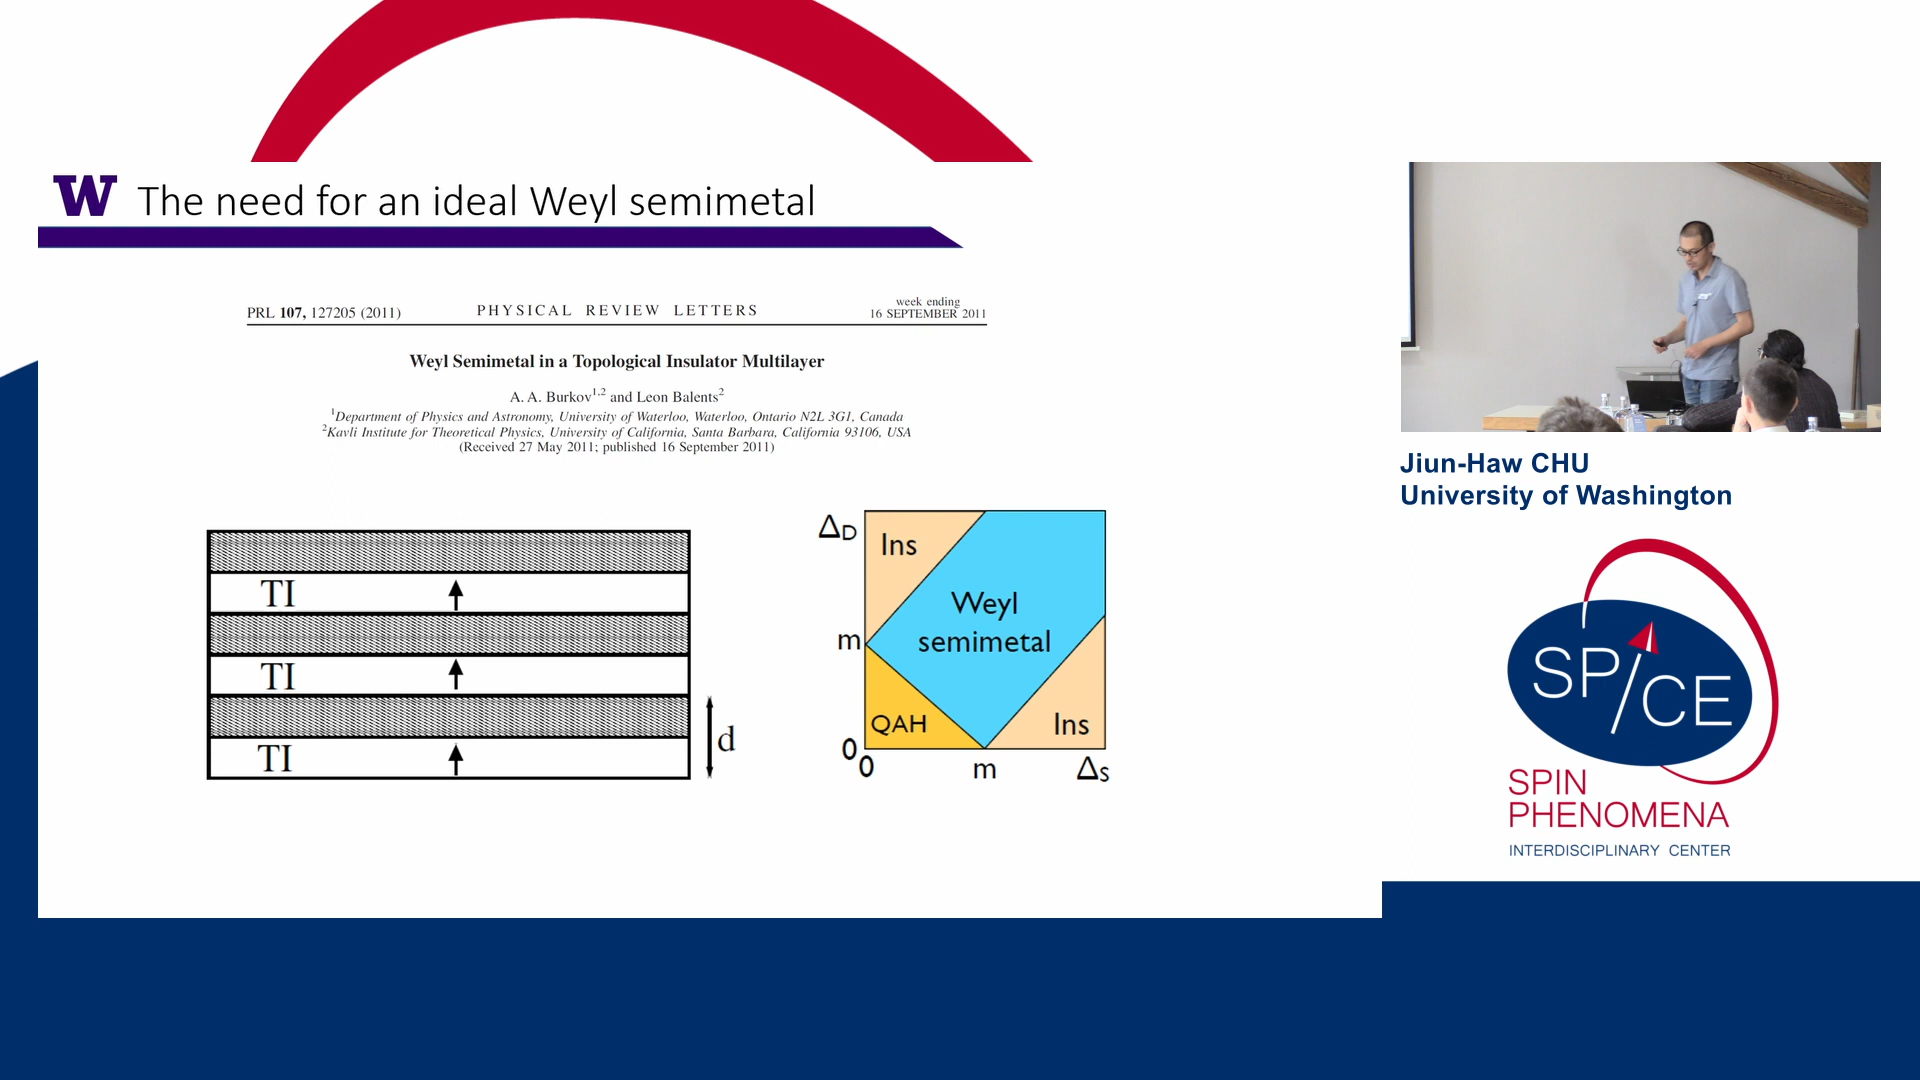 W The need for an ideal Weyl semimetal
PRL 107, 127205 (2011) PHYSICAL REVIEW LETTERS week ending 16 SEPTEMBER 2011
Weyl Semimetal in a Topological Insulator Multilayer
A. A. Burkov1,2 and Leon Balents2
1Department of Physics and Astronomy, University of Waterloo, Waterloo, Ontario N2L 3G1, Canada
2Kavli Institute for Theoretical Physics, University of California, Santa Barbara, California 93106, USA
(Received 27 May 2011; published 16 September 2011)
TI
TI
TI
d
ΔD
Ins
Weyl
semimetal
m
QAH
Ins
0
0
m
ΔS
Jiun-Haw CHU
University of Washington
SPICE
SPIN
PHENOMENA
INTERDISCIPLINARY CENTER